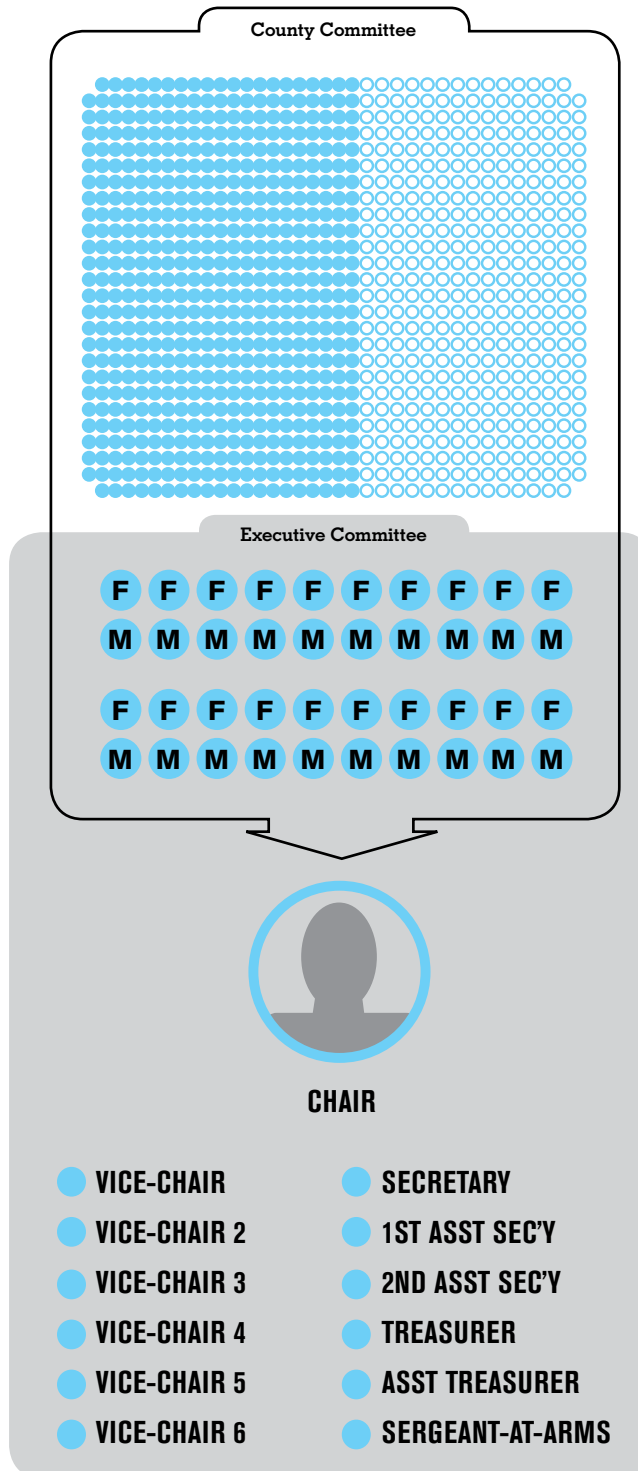 County Committee
Executive Committee
F F F F F F F F F F
M M M M M M M M M M
F F F F F F F F F F
M M M M M M M M M M
CHAIR
VICE-CHAIR
VICE-CHAIR 2
VICE-CHAIR 3
VICE-CHAIR 4
VICE-CHAIR 5
VICE-CHAIR 6
SECRETARY
1ST ASST SEC’Y
2ND ASST SEC’Y
TREASURER
ASST TREASURER
SERGEANT-AT-ARMS